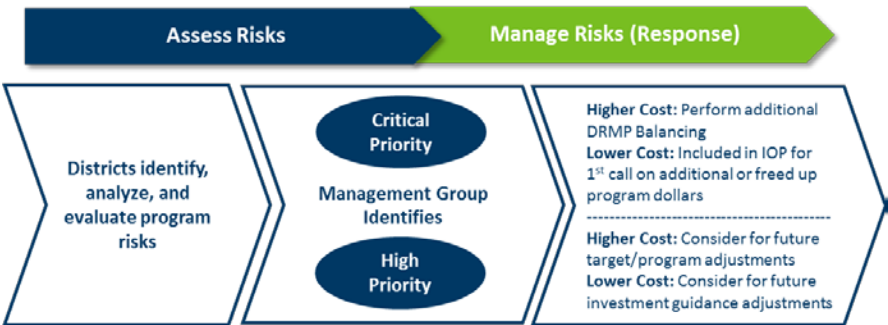 Assess Risks
Manage Risks (Response)
Districts identify,
analyze, and
evaluate program
risks
Critical
Priority
Management Group
Identifies
High
Priority
Higher Cost: Perform additional
DRMP Balancing
Lower Cost: Included in IOP for
1st call on additional or freed up
program dollars
--------------------------------------------
Higher Cost: Consider for future
target/program adjustments
Lower Cost: Consider for future
investment guidance adjustments